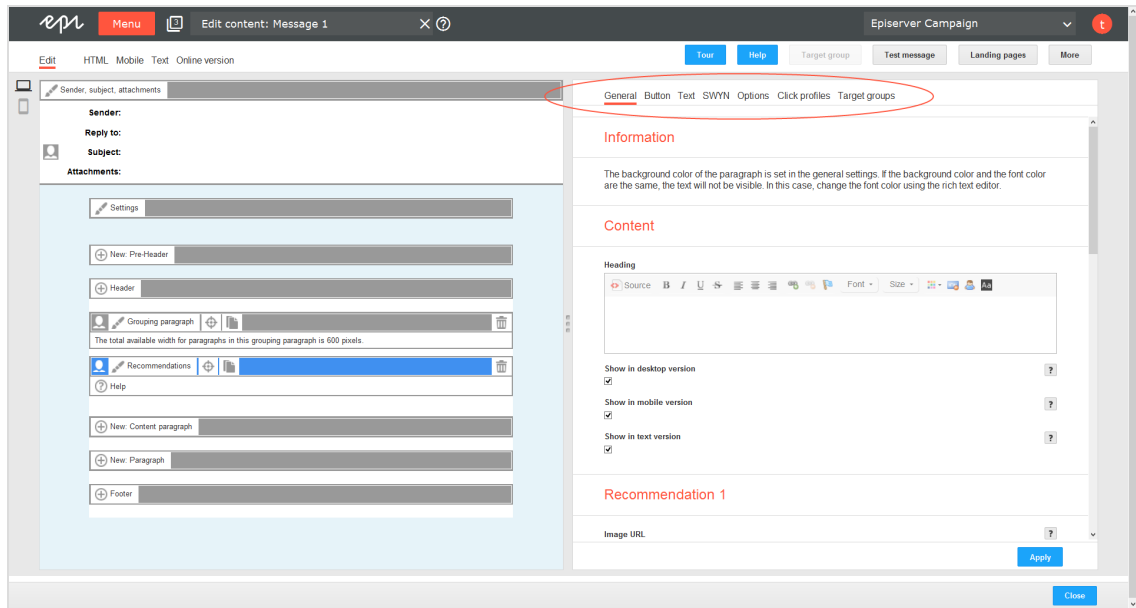 epi
Menu
3
Edit content: Message 1
Episerver Campaign
t
Edit HTML Mobile Text Online version
Tour Help Target group Test message Landing pages More
Sender, subject, attachments
Sender:
Reply to:
Subject:
Attachments:
Settings
New: Pre-Header
Header
Grouping paragraph
The total available width for paragraphs in this grouping paragraph is 600 pixels.
Recommendations
? Help
New: Content paragraph
New: Paragraph
Footer
General Button Text SWYN Options Click profiles Target groups
Information
The background color of the paragraph is set in the general settings. If the background color and the font color
are the same, the text will not be visible. In this case, change the font color using the rich text editor.
Content
Heading
Source B I U S Font Size Aa
Show in desktop version ?
Show in mobile version ?
Show in text version ?
Recommendation 1
Image URL ?
Apply
Close